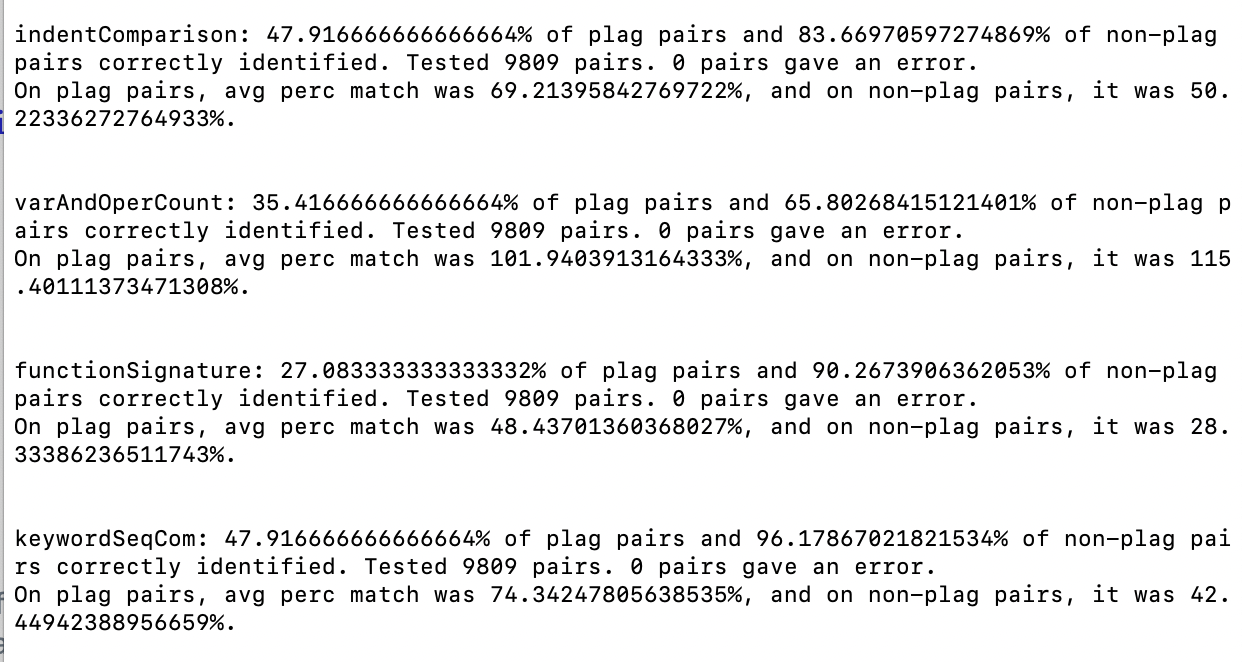 indentComparison: 47.916666666666664% of plag pairs and 83.66970597274869% of non-plag
pairs correctly identified. Tested 9809 pairs. 0 pairs gave an error.
On plag pairs, avg perc match was 69.21395842769722%, and on non-plag pairs, it was 50.
22336272764933%.
varAndOperCount: 35.416666666666664% of plag pairs and 65.80268415121401% of non-plag p
airs correctly identified. Tested 9809 pairs. 0 pairs gave an error.
On plag pairs, avg perc match was 101.9403913164333%, and on non-plag pairs, it was 115
.40111373471308%.
functionSignature: 27.083333333333332% of plag pairs and 90.2673906362053% of non-plag
pairs correctly identified. Tested 9809 pairs. 0 pairs gave an error.
On plag pairs, avg perc match was 48.43701360368027%, and on non-plag pairs, it was 28.
33386236511743%.
keywordSeqCom: 47.916666666666664% of plag pairs and 96.17867021821534% of non-plag pai
rs correctly identified. Tested 9809 pairs. 0 pairs gave an error.
On plag pairs, avg perc match was 74.34247805638535%, and on non-plag pairs, it was 42.
44942388956659%.